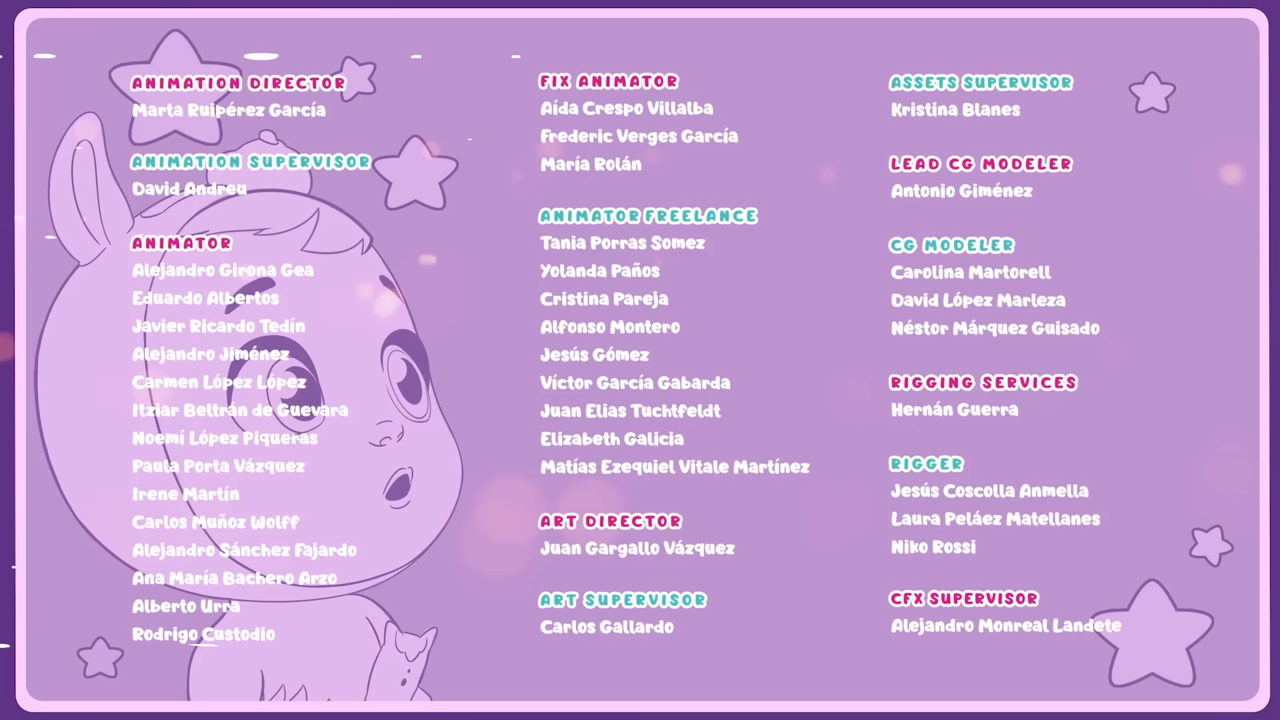 ANIMATION DIRECTOR
Marta Ruipérez García
ANIMATION SUPERVISOR
David Andreu
ANIMATOR
Alejandro Girona Gea
Eduardo Albertos
Javier Ricardo Tedín
Alejandro Jiménez
Carmen López López
Itziar Beltrán de Guevara
Noemí López Piqueras
Paula Porta Vázquez
Irene Martín
Carlos Muñoz Wolff
Alejandro Sánchez Fajardo
Ana María Bachero Arzo
Alberto Urra
Rodrigo Custodio
FIX ANIMATOR
Aída Crespo Villalba
Frederic Verges García
María Rolán
ANIMATOR FREELANCE
Tania Porras Somez
Yolanda Paños
Cristina Pareja
Alfonso Montero
Jesús Gómez
Víctor García Gabarda
Juan Elias Tuchtfeldt
Elizabeth Galicia
Matías Ezequiel Vitale Martínez
ART DIRECTOR
Juan Gargallo Vázquez
ART SUPERVISOR
Carlos Gallardo
ASSETS SUPERVISOR
Kristina Blanes
LEAD CG MODELER
Antonio Giménez
CG MODELER
Carolina Martorell
David López Marleza
Néstor Márquez Guisado
RIGGING SERVICES
Hernán Guerra
RIGGER
Jesús Coscolla Anmella
Laura Peláez Matellanes
Niko Rossi
CFX SUPERVISOR
Alejandro Monreal Landete